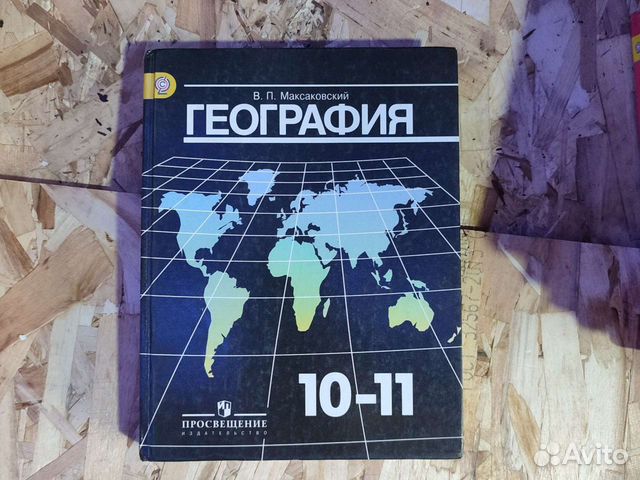 В. П. Максаковский
ГЕОГРАФИЯ
10-11
ПРОСВЕЩЕНИЕ
ИЗДАТЕЛЬСТВО
Avito